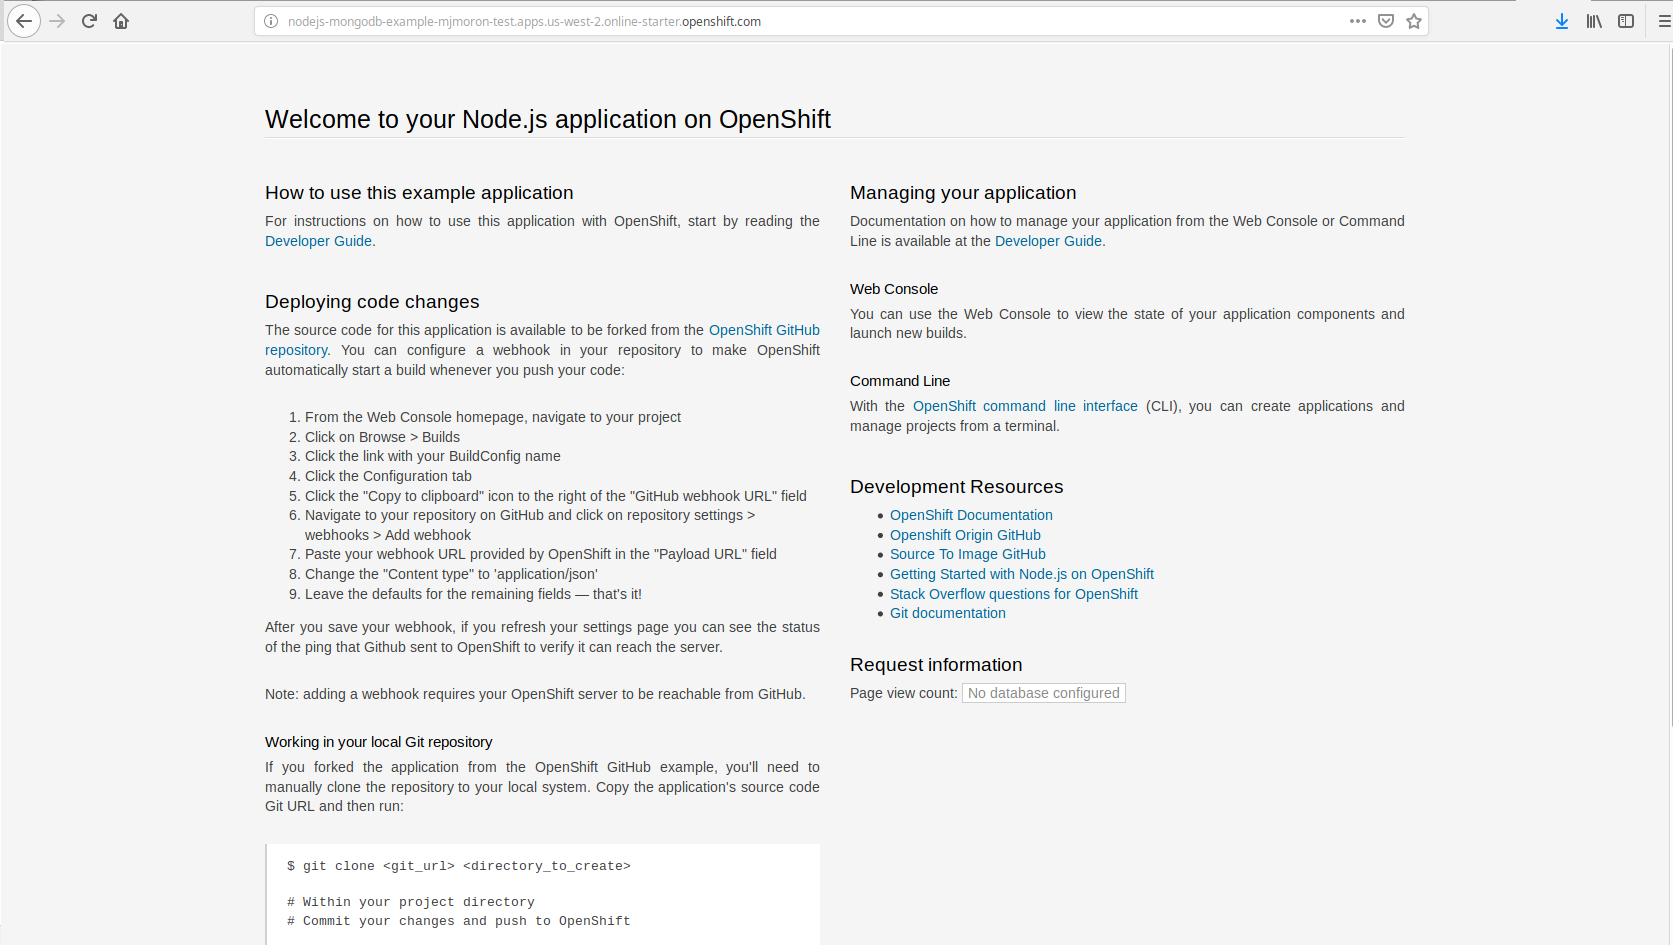 nodejs-mongodb-example-mjmoron-test.apps.us-west-2.online-starter.openshift.com
Welcome to your Node.js application on OpenShift
How to use this example application
For instructions on how to use this application with OpenShift, start by reading the
Developer Guide.
Deploying code changes
The source code for this application is available to be forked from the OpenShift GitHub
repository. You can configure a webhook in your repository to make OpenShift
automatically start a build whenever you push your code:
1. From the Web Console homepage, navigate to your project
2. Click on Browse > Builds
3. Click the link with your BuildConfig name
4. Click the Configuration tab
5. Click the "Copy to clipboard" icon to the right of the "GitHub webhook URL" field
6. Navigate to your repository on GitHub and click on repository settings >
webhooks > Add webhook
7. Paste your webhook URL provided by OpenShift in the "Payload URL" field
8. Change the "Content type" to 'application/json'
9. Leave the defaults for the remaining fields — that's it!
After you save your webhook, if you refresh your settings page you can see the status
of the ping that Github sent to OpenShift to verify it can reach the server.
Note: adding a webhook requires your OpenShift server to be reachable from GitHub.
Working in your local Git repository
If you forked the application from the OpenShift GitHub example, you'll need to
manually clone the repository to your local system. Copy the application's source code
Git URL and then run:
$ git clone <git_url> <directory_to_create>
# Within your project directory
# Commit your changes and push to OpenShift
Managing your application
Documentation on how to manage your application from the Web Console or Command
Line is available at the Developer Guide.
Web Console
You can use the Web Console to view the state of your application components and
launch new builds.
Command Line
With the OpenShift command line interface (CLI), you can create applications and
manage projects from a terminal.
Development Resources
• OpenShift Documentation
• Openshift Origin GitHub
• Source To Image GitHub
• Getting Started with Node.js on OpenShift
• Stack Overflow questions for OpenShift
• Git documentation
Request information
Page view count: No database configured